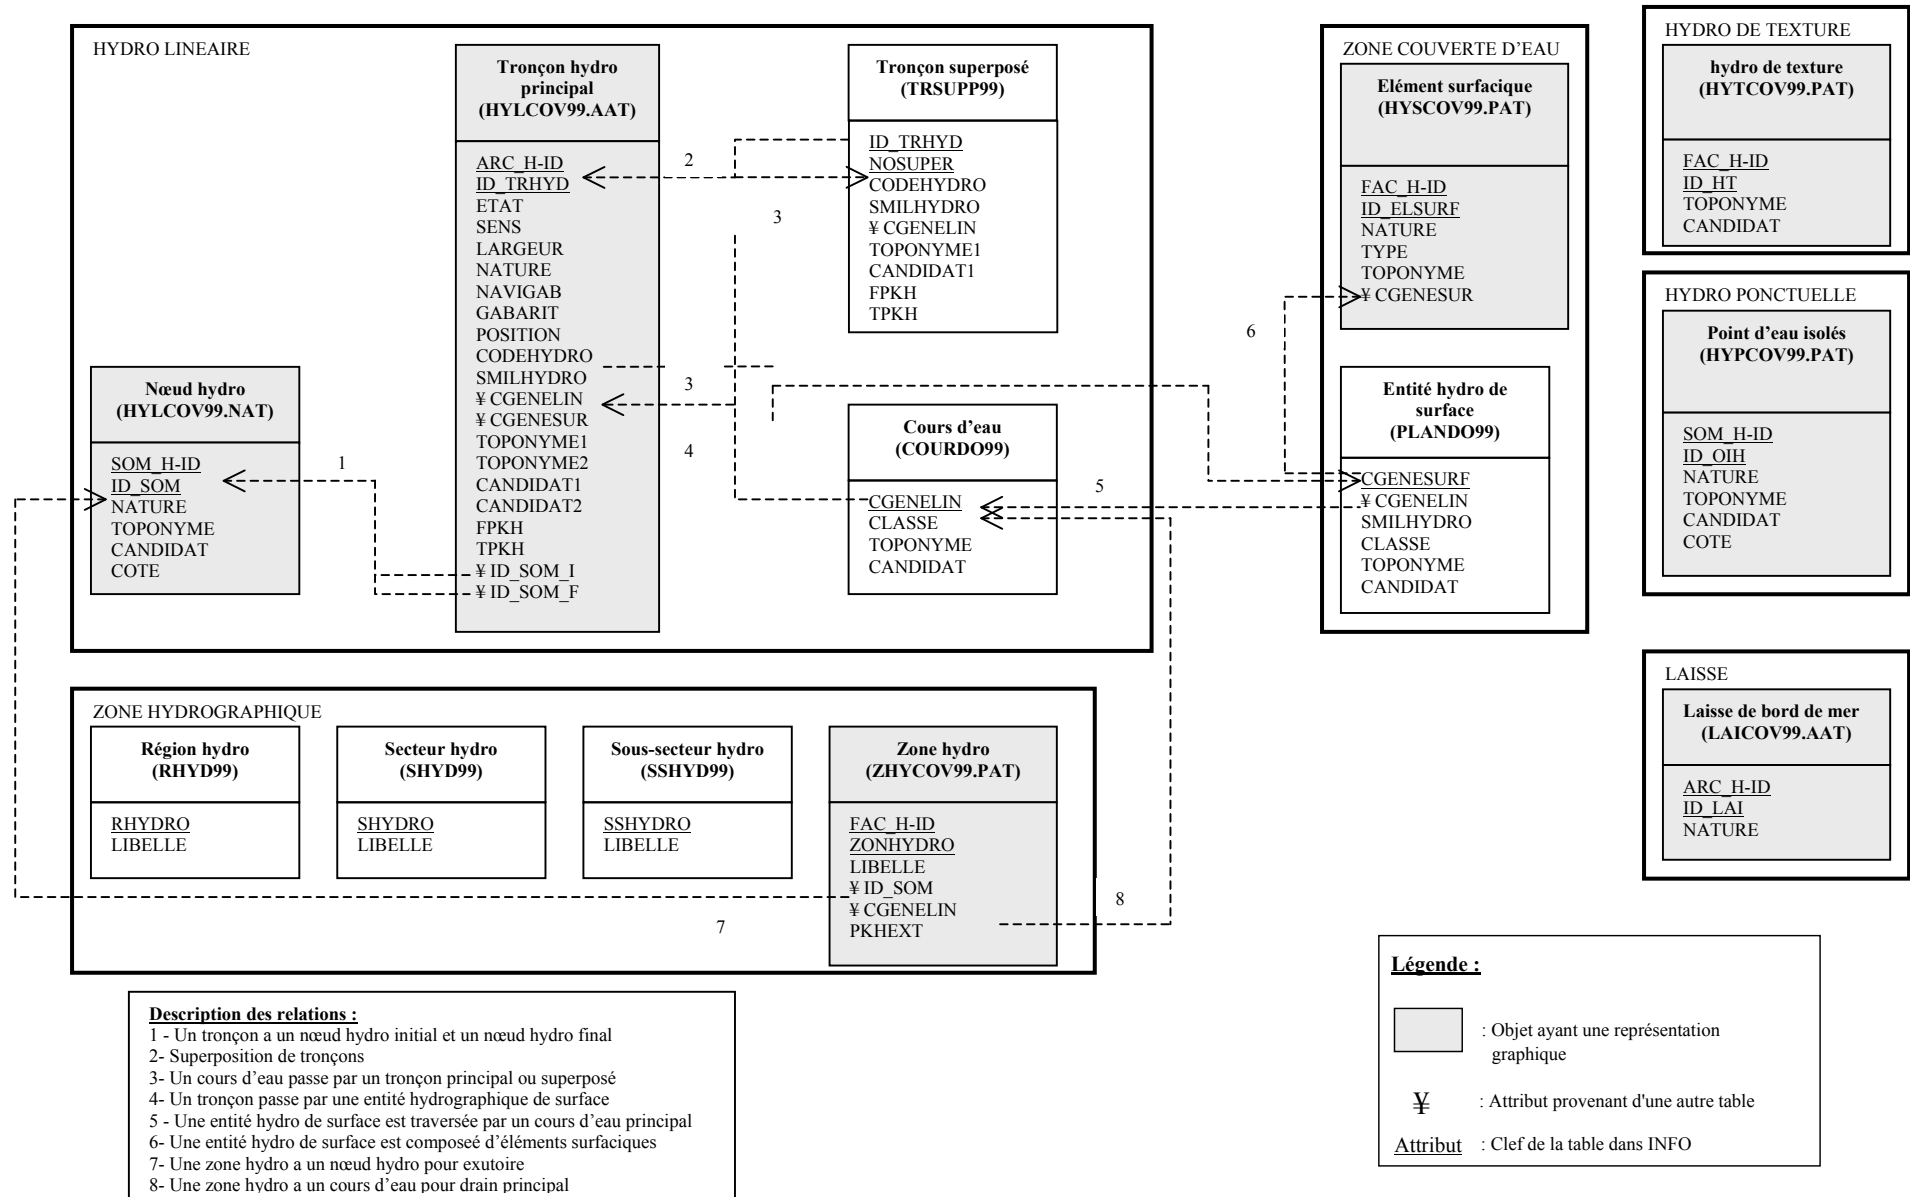 HYDRO LINEAIRE
Tronçon hydro
principal
(HYLCOV99.AAT)
ARC_H-ID
ID_TRHYD
ETAT
SENS
LARGEUR
NATURE
NAVIGAB
GABARIT
POSITION
CODEHYDRO
SMILHYDRO
¥ CGENELIN
¥ CGENESUR
TOPONYME1
TOPONYME2
CANDIDAT1
CANDIDAT2
FPKH
TPKH
¥ ID_SOM_I
¥ ID_SOM_F
Tronçon superposé
(TRSUPP99)
ID_TRHYD
NOSUPER
CODEHYDRO
SMILHYDRO
¥ CGENELIN
TOPONYME1
CANDIDAT1
FPKH
TPKH
Nœud hydro
(HYLCOV99.NAT)
SOM_H-ID
ID_SOM
NATURE
TOPONYME
CANDIDAT
COTE
Cours d'eau
(COURDO99)
CGENELIN
CLASSE
TOPONYME
CANDIDAT
2
3
3
4
1
5
6
7
8
ZONE COUVERTE D'EAU
Elément surfacique
(HYSCOV99.PAT)
FAC_H-ID
ID_ELSURF
NATURE
TYPE
TOPONYME
¥ CGENESUR
Entité hydro de
surface
(PLANDO99)
CGENESURF
¥ CGENELIN
SMILHYDRO
CLASSE
TOPONYME
CANDIDAT
HYDRO DE TEXTURE
hydro de texture
(HYTCOV99.PAT)
FAC_H-ID
ID_HT
TOPONYME
CANDIDAT
HYDRO PONCTUELLE
Point d'eau isolés
(HYPCOV99.PAT)
SOM_H-ID
ID_OIH
NATURE
TOPONYME
CANDIDAT
COTE
LAISSE
Laisse de bord de mer
(LAICOV99.AAT)
ARC_H-ID
ID_LAI
NATURE
ZONE HYDROGRAPHIQUE
Région hydro
(RHYD99)
RHYDRO
LIBELLE
Secteur hydro
(SHYD99)
SHYDRO
LIBELLE
Sous-secteur hydro
(SSHYD99)
SSHYDRO
LIBELLE
Zone hydro
(ZHYCOV99.PAT)
FAC_H-ID
ZONHYDRO
LIBELLE
¥ ID_SOM
¥ CGENELIN
PKHEXT
Description des relations :
1 - Un tronçon a un nœud hydro initial et un nœud hydro final
2- Superposition de tronçons
3- Un cours d'eau passe par un tronçon principal ou superposé
4- Un tronçon passe par une entité hydrographique de surface
5 - Une entité hydro de surface est traversée par un cours d'eau principal
6- Une entité hydro de surface est composeé d'éléments surfaciques
7- Une zone hydro a un nœud hydro pour exutoire
8- Une zone hydro a un cours d'eau pour drain principal
Légende :
: Objet ayant une représentation
graphique
¥ : Attribut provenant d'une autre table
Attribut : Clef de la table dans INFO